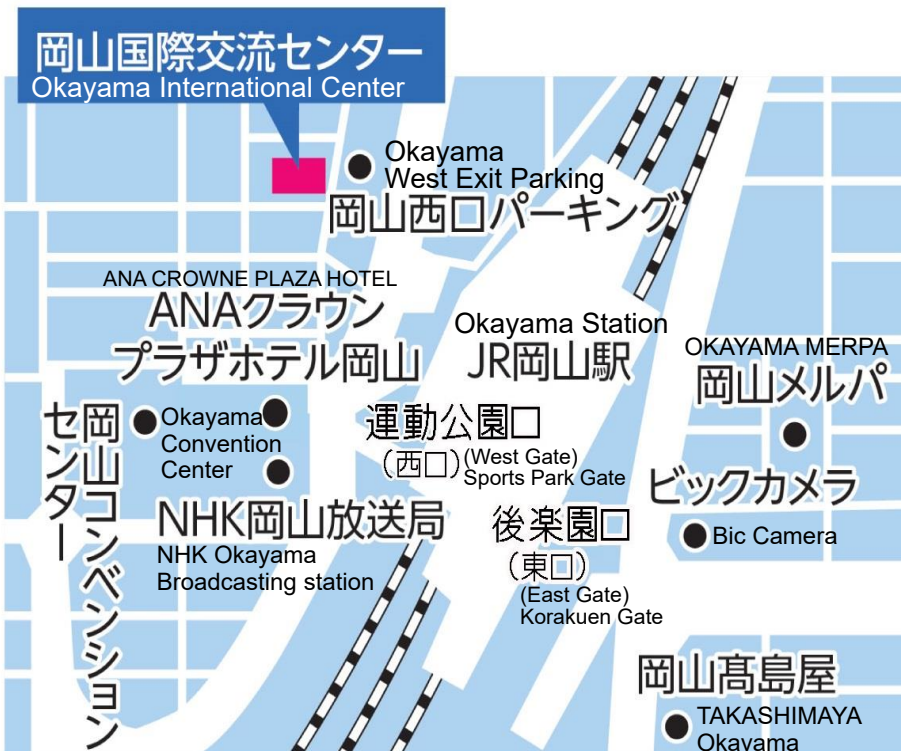 岡山国際交流センター
Okayama International Center
Okayama
West Exit Parking
岡山西口パーキング
ANA CROWNE PLAZA HOTEL
ANAクラウン
プラザホテル岡山
Okayama Station
JR岡山駅
OKAYAMA MERPA
岡山メルパ
岡山コンベンション
センター
Okayama
Convention
Center
運動公園口
(西口)
(West Gate)
Sports Park Gate
ビックカメラ
Bic Camera
NHK岡山放送局
NHK Okayama
Broadcasting station
後楽園口
(東口)
(East Gate)
Korakuen Gate
岡山髙島屋
TAKASHIMAYA
Okayama